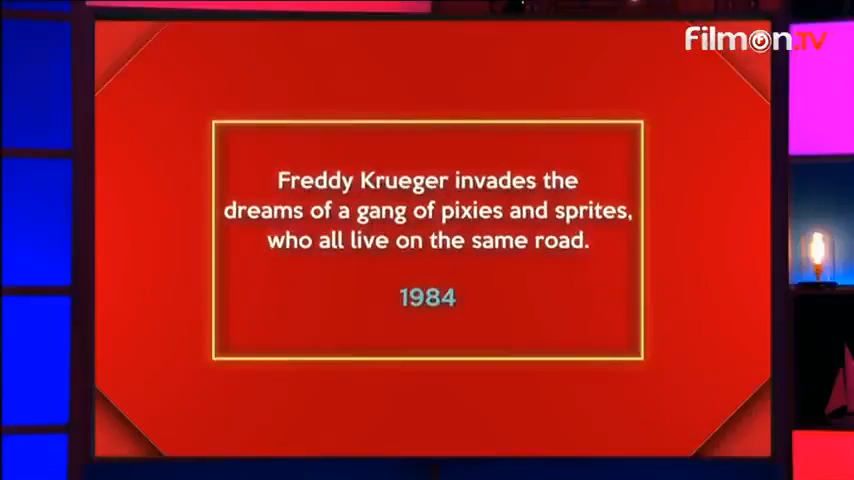 Filmon.TV
Freddy Krueger invades the
dreams of a gang of pixies and sprites,
who all live on the same road.
1984